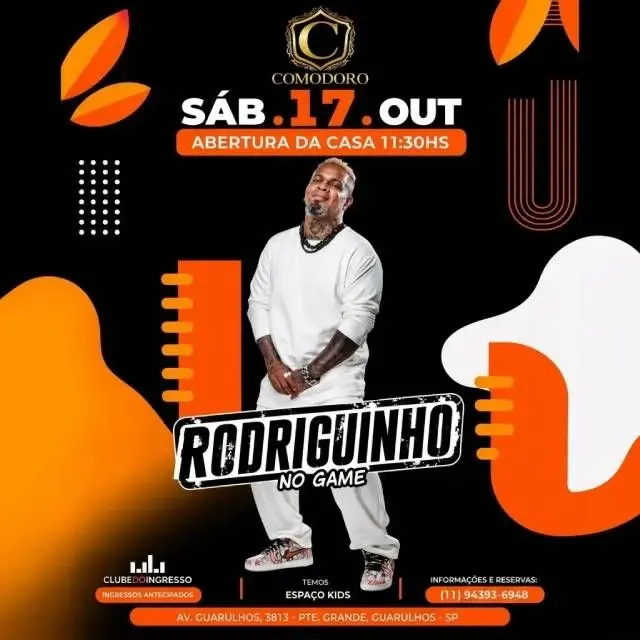 C
COMODORO
SÁB.17.OUT
ABERTURA DA CASA 11:30HS
RODRIGUINHO
NO GAME
CLUBEDOINGRESSO
INGRESSOS ANTECIPADOS
TEMOS
ESPAÇO KIDS
INFORMAÇÕES E RESERVAS:
(11) 94393-6948
AV. GUARULHOS, 3813 - PTE. GRANDE, GUARULHOS - SP